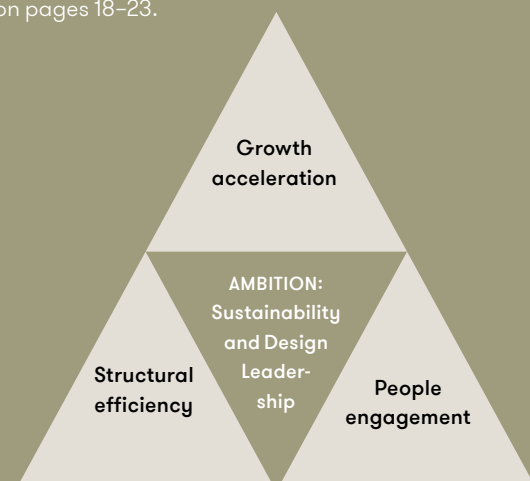 on pages 18–23.
Growth
acceleration
AMBITION:
Sustainability
and Design
Leader-
ship
Structural
efficiency
People
engagement